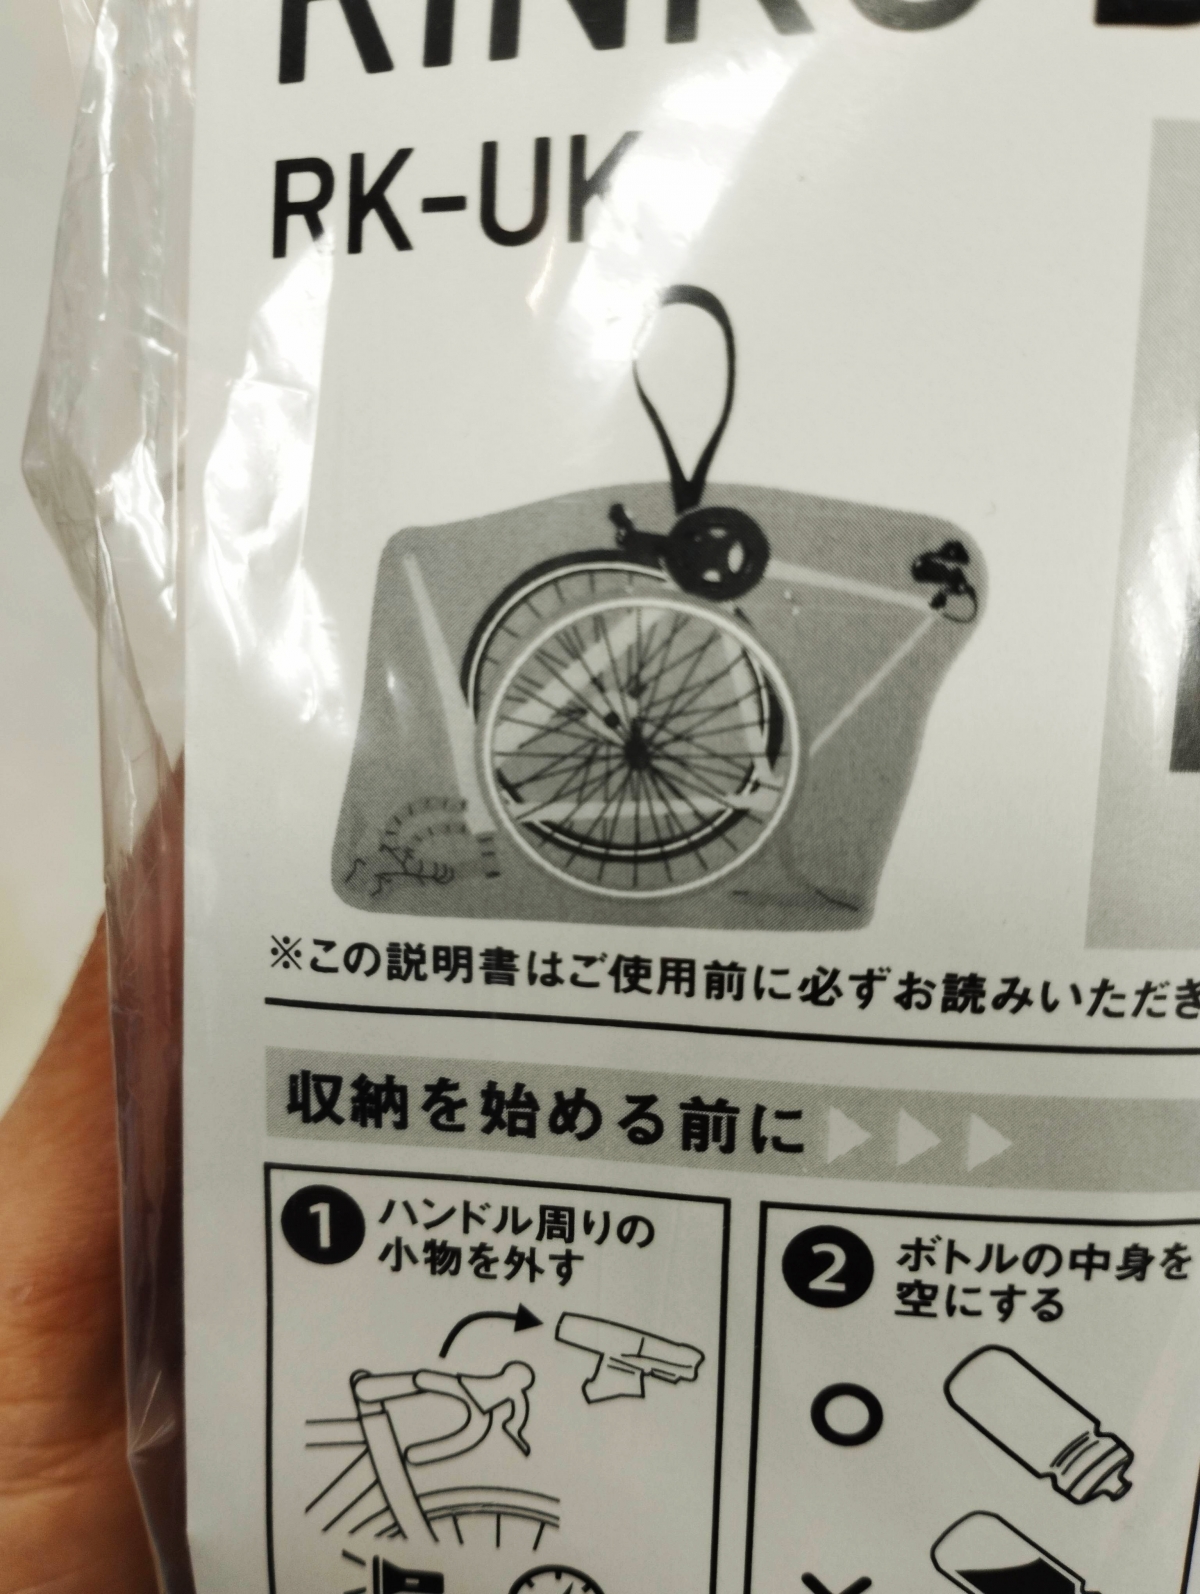 RINKO
RK-UK
※この説明書はご使用前に必ずお読みいただき
収納を始める前に
1 ハンドル周りの
小物を外す
2 ボトルの中身を
空にする